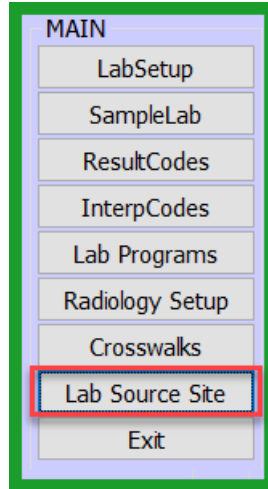 MAIN
LabSetup
SampleLab
ResultCodes
InterpCodes
Lab Programs
Radiology Setup
Crosswalks
Lab Source Site
Exit